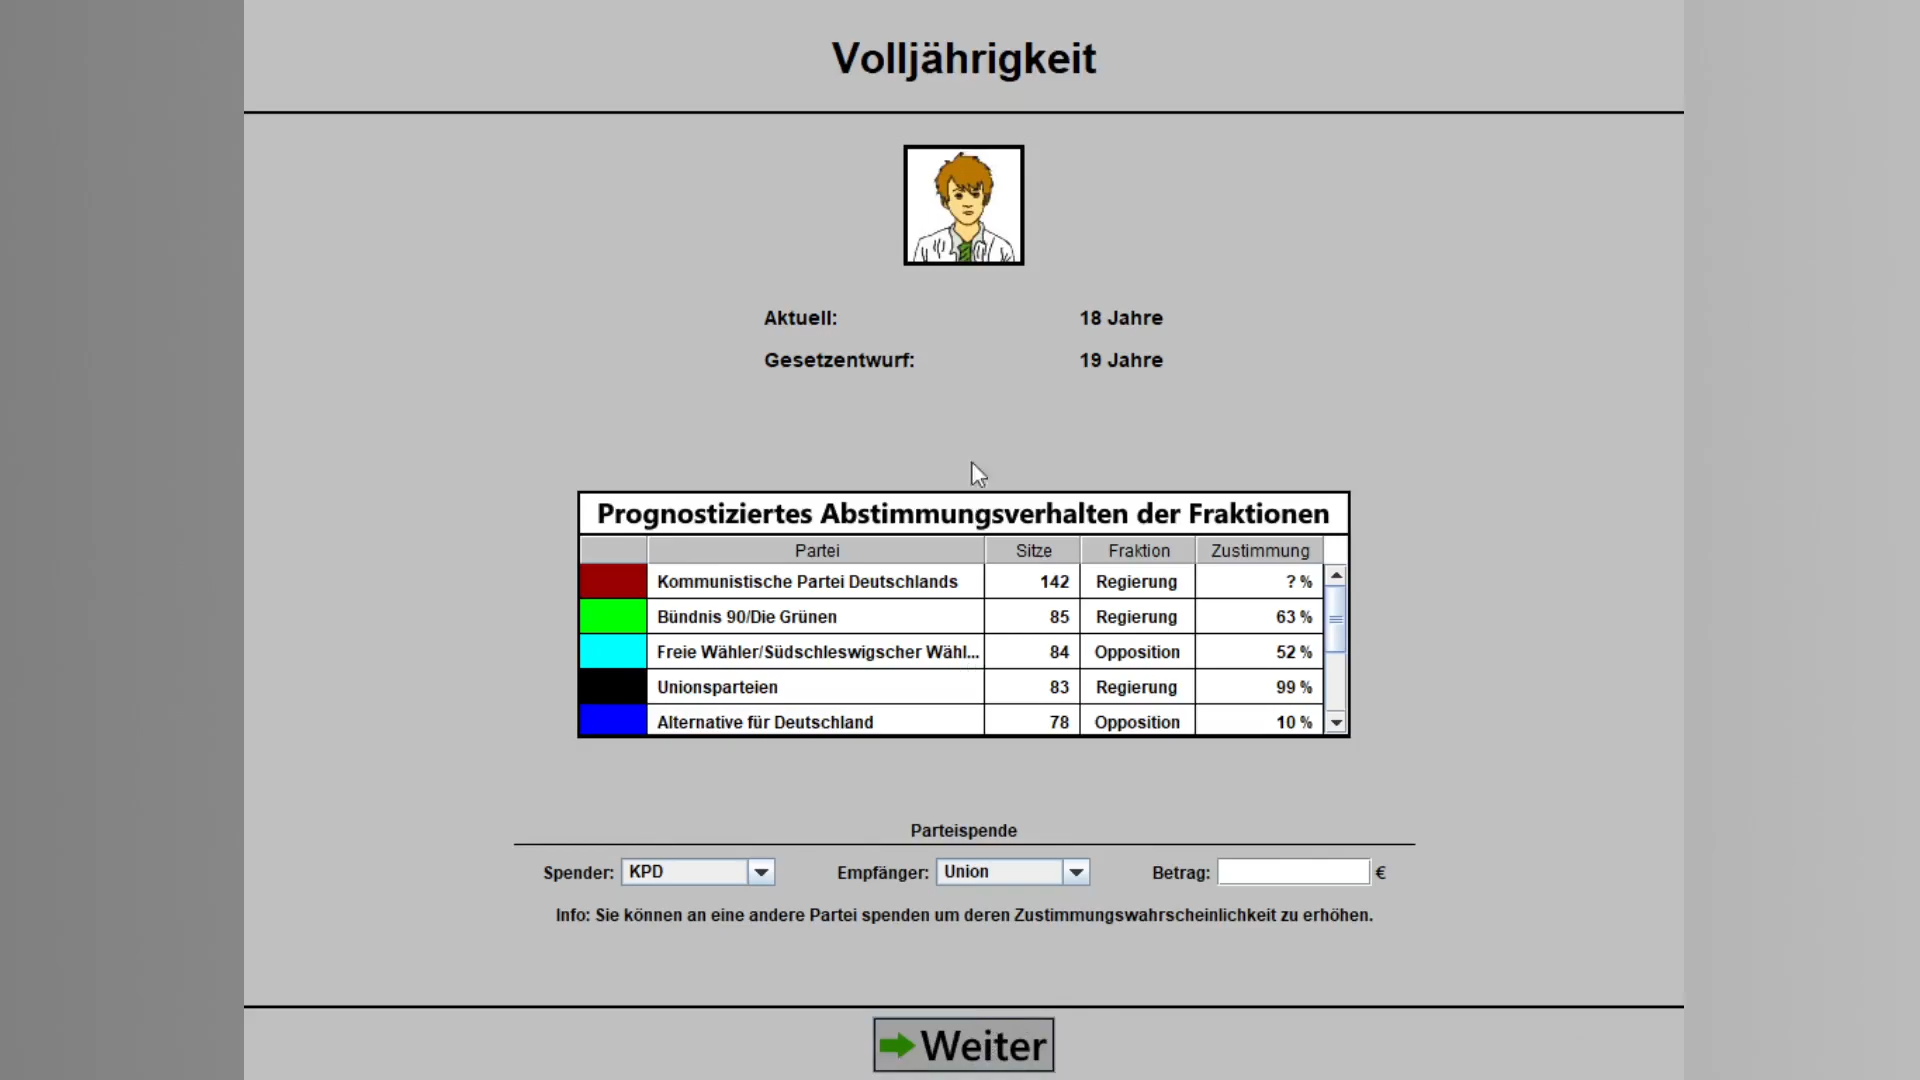 Volljährigkeit
Aktuell: 18 Jahre
Gesetzentwurf: 19 Jahre
Prognostiziertes Abstimmungsverhalten der Fraktionen
Partei Sitze Fraktion Zustimmung
Kommunistische Partei Deutschlands 142 Regierung ? %
Bündnis 90/Die Grünen 85 Regierung 63 %
Freie Wähler/Südschleswigscher Wähl... 84 Opposition 52 %
Unionsparteien 83 Regierung 99 %
Alternative für Deutschland 78 Opposition 10 %
Parteispende
Spender: KPD Empfänger: Union Betrag: €
Info: Sie können an eine andere Partei spenden um deren Zustimmungswahrscheinlichkeit zu erhöhen.
Weiter